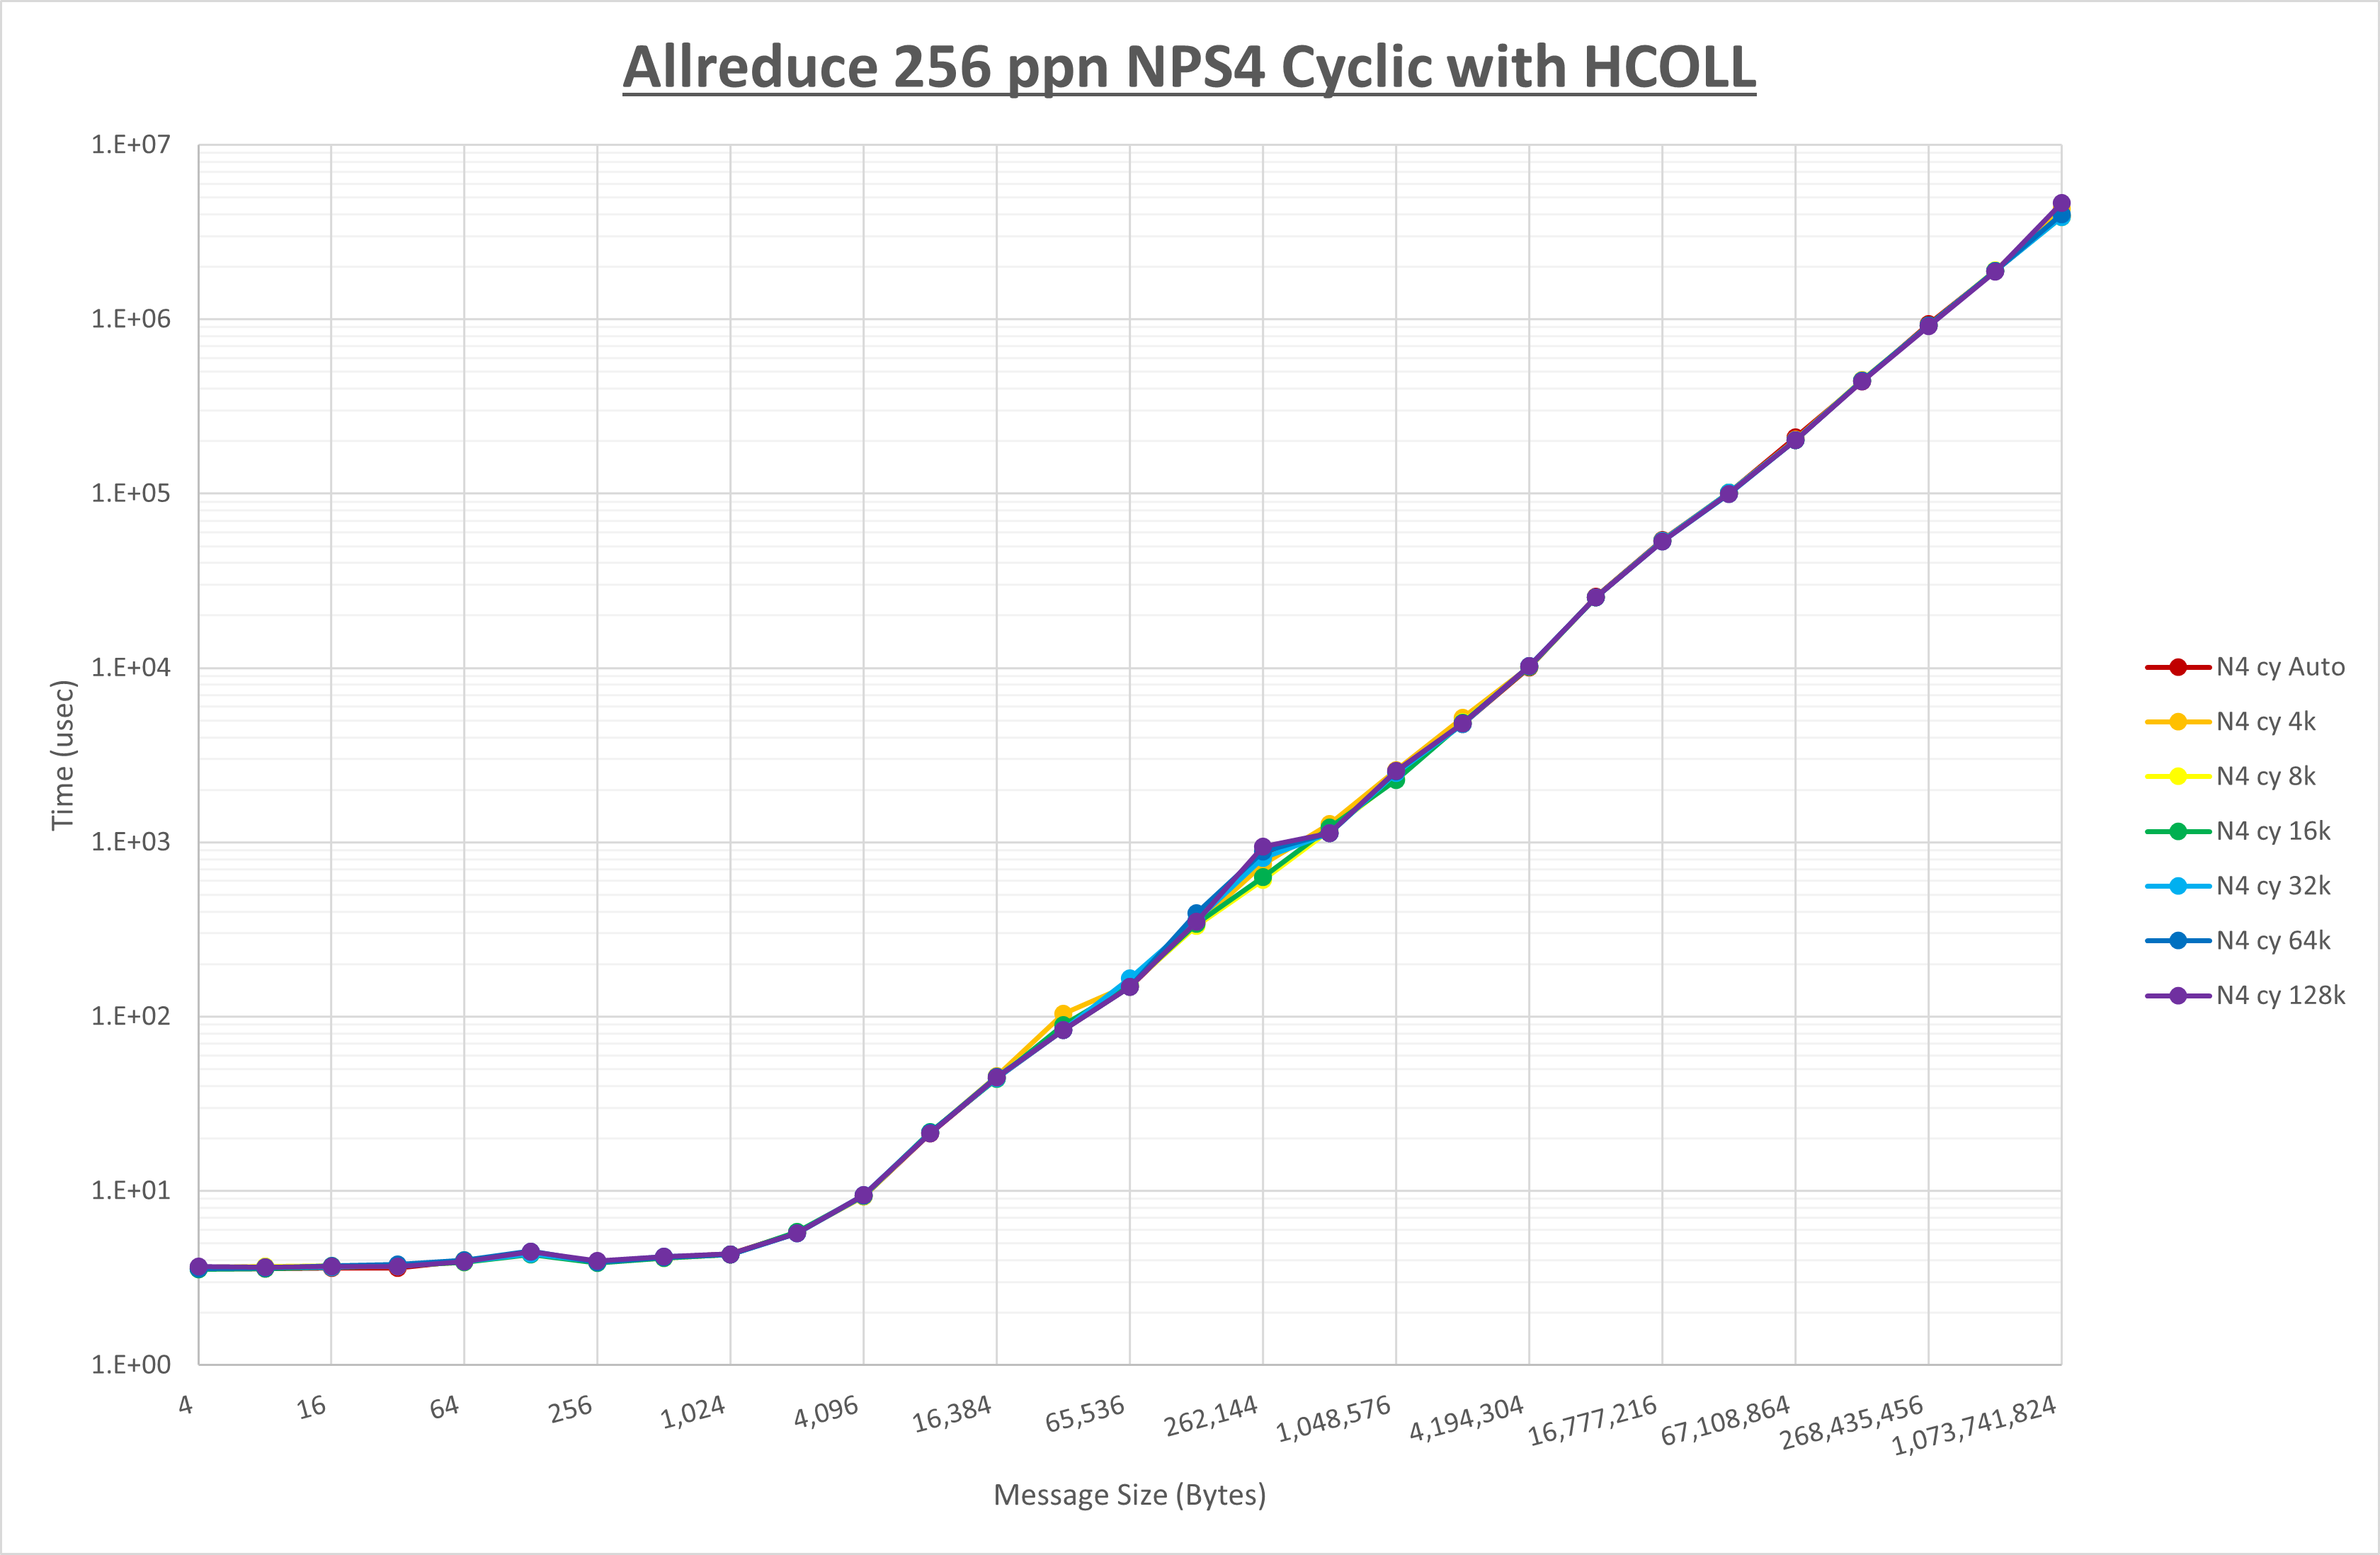 Allreduce 256 ppn NPS4 Cyclic with HCOLL
1.E+07
1.E+06
1.E+05
1.E+04
1.E+03
1.E+02
1.E+01
1.E+00
Time (usec)
4
16
64
256
1,024
4,096
16,384
65,536
262,144
1,048,576
4,194,304
16,777,216
67,108,864
268,435,456
1,073,741,824
Message Size (Bytes)
N4 cy Auto
N4 cy 4k
N4 cy 8k
N4 cy 16k
N4 cy 32k
N4 cy 64k
N4 cy 128k